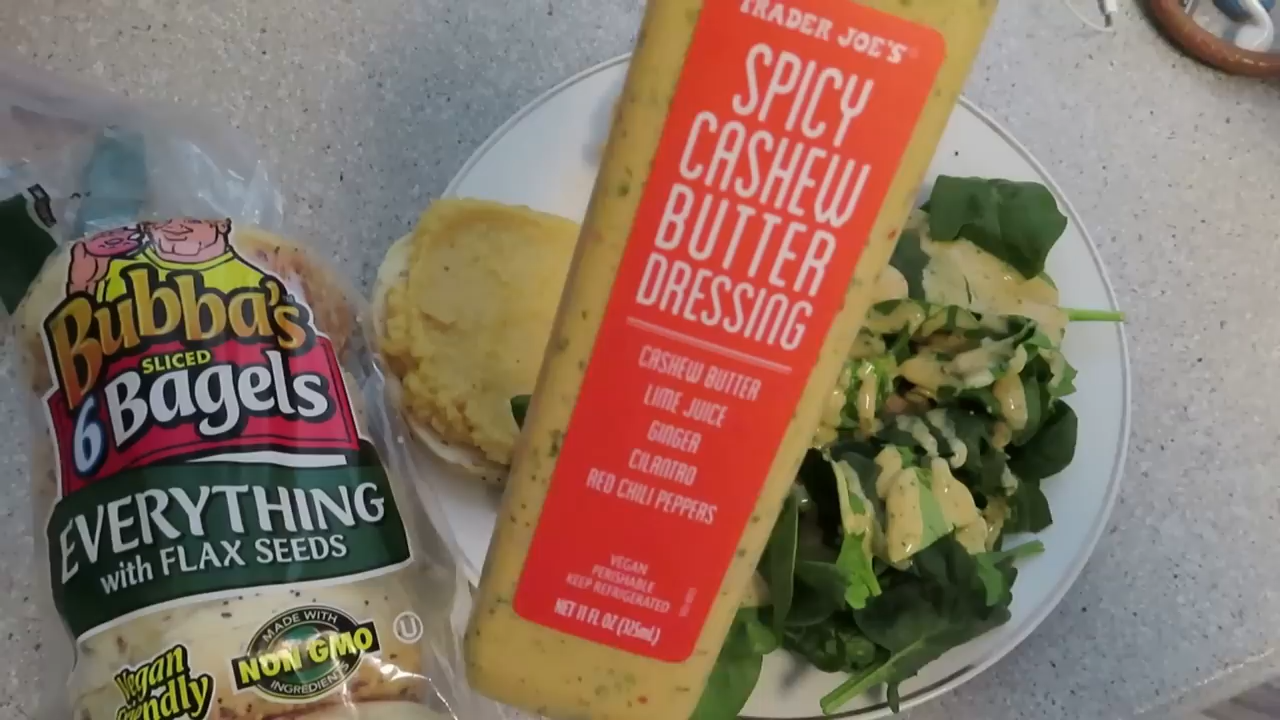 Bubba's
SLICED
6 Bagels
EVERYTHING
with FLAX SEEDS
MADE WITH
NON GMO
INGREDIENTS
U
Vegan
Friendly
TRADER JOE'S
SPICY
CASHEW
BUTTER
DRESSING
CASHEW BUTTER
LIME JUICE
GINGER
CILANTRO
RED CHILI PEPPERS
VEGAN
PERISHABLE
KEEP REFRIGERATED
NET 11 FL OZ (325mL)